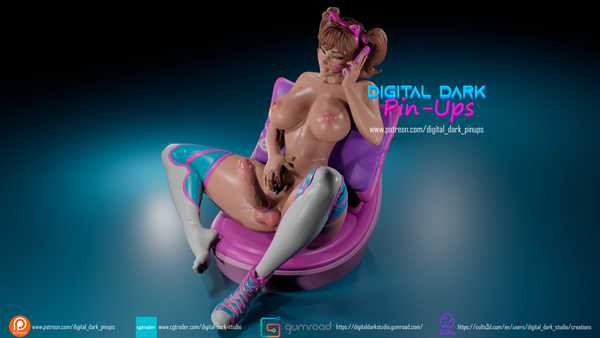 DIGITAL DARK
Pin-Ups
www.patreon.com/digital_dark_pinups
www.patreon.com/digital_dark_pinups
cgtrader
www.cgtrader.com/digital-dark-studio
gumroad
https://digitaldarkstudio.gumroad.com/
https://cults3d.com/en/users/digital_dark_studio/creations